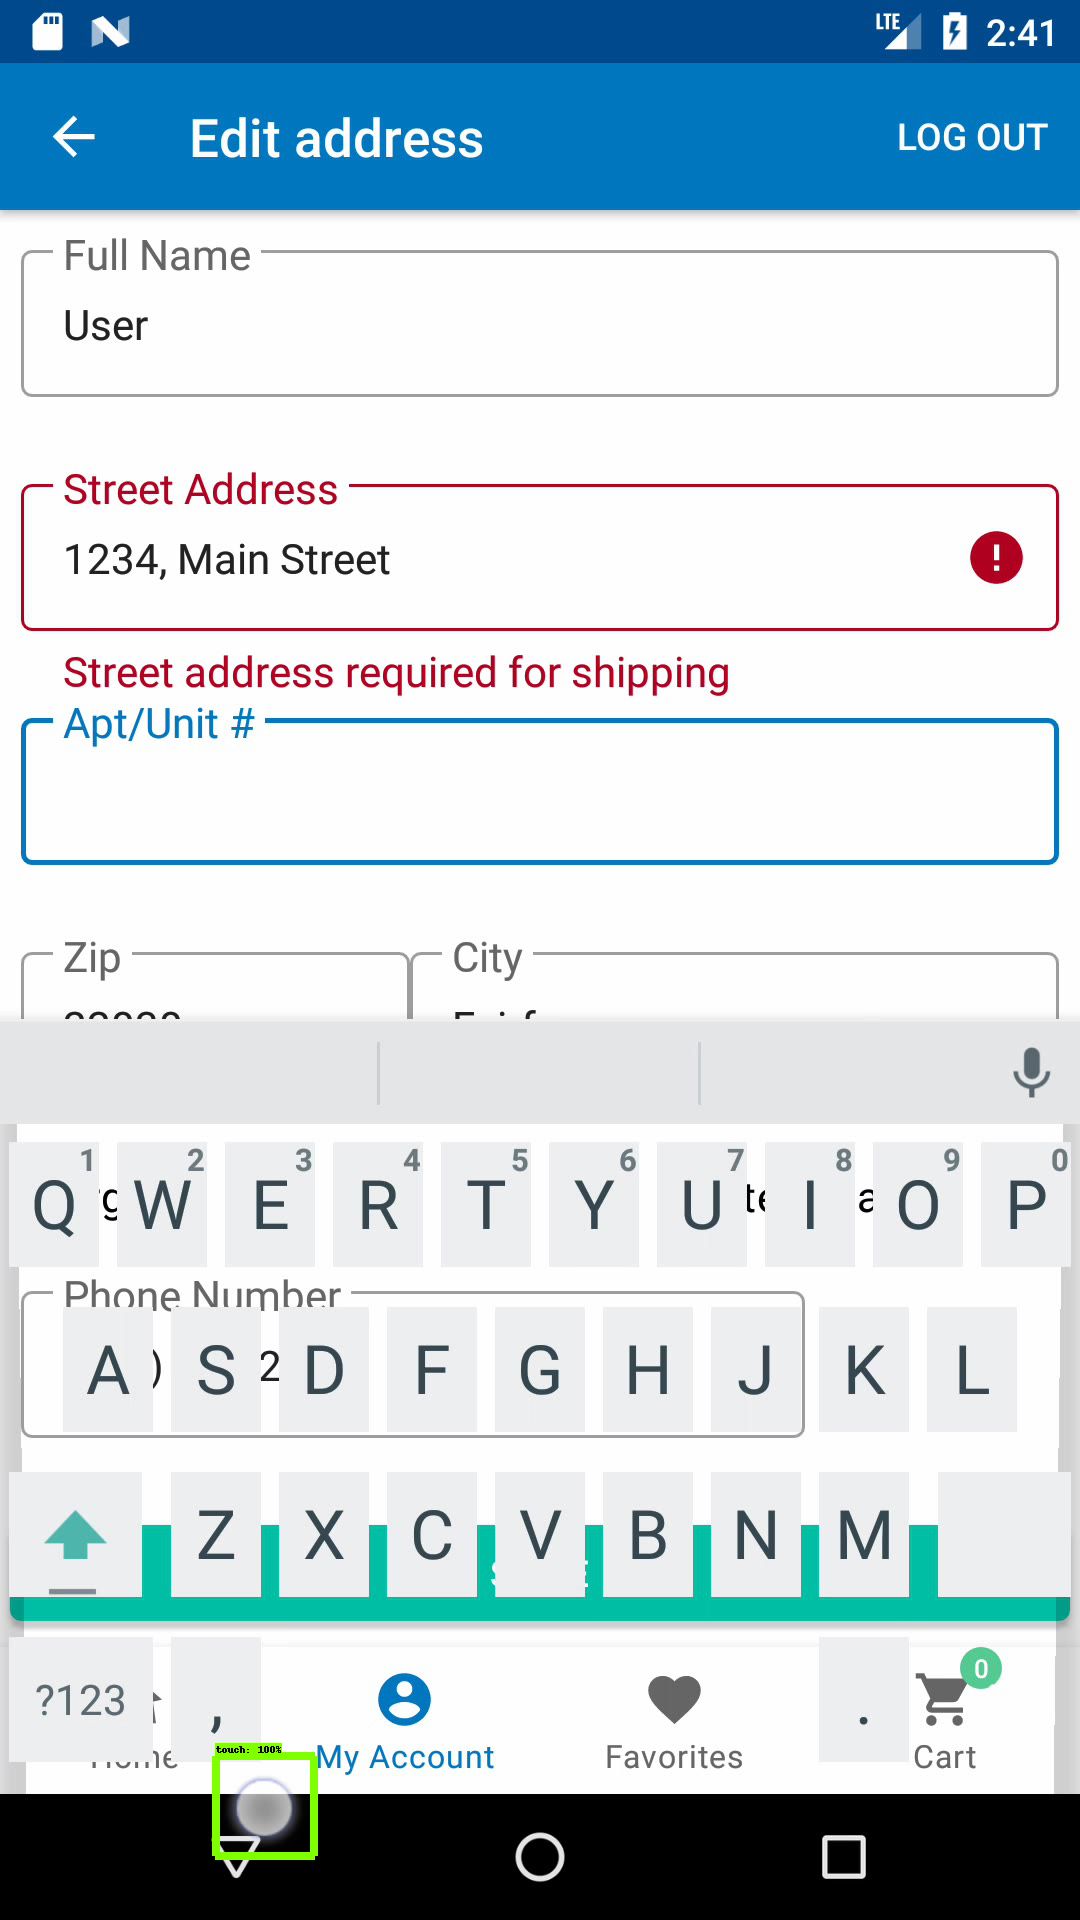 LTE 2:41
Edit address LOG OUT
Full Name
User
Street Address
1234, Main Street
!
Street address required for shipping
Apt/Unit #
Zip City
1 2 3 4 5 6 7 8 9 0
Q W E R T Y U I O P
Phone Number
A S D F G H J K L
Z X C V B N M
?123 , . 0
Home My Account Favorites Cart
touch: 100%